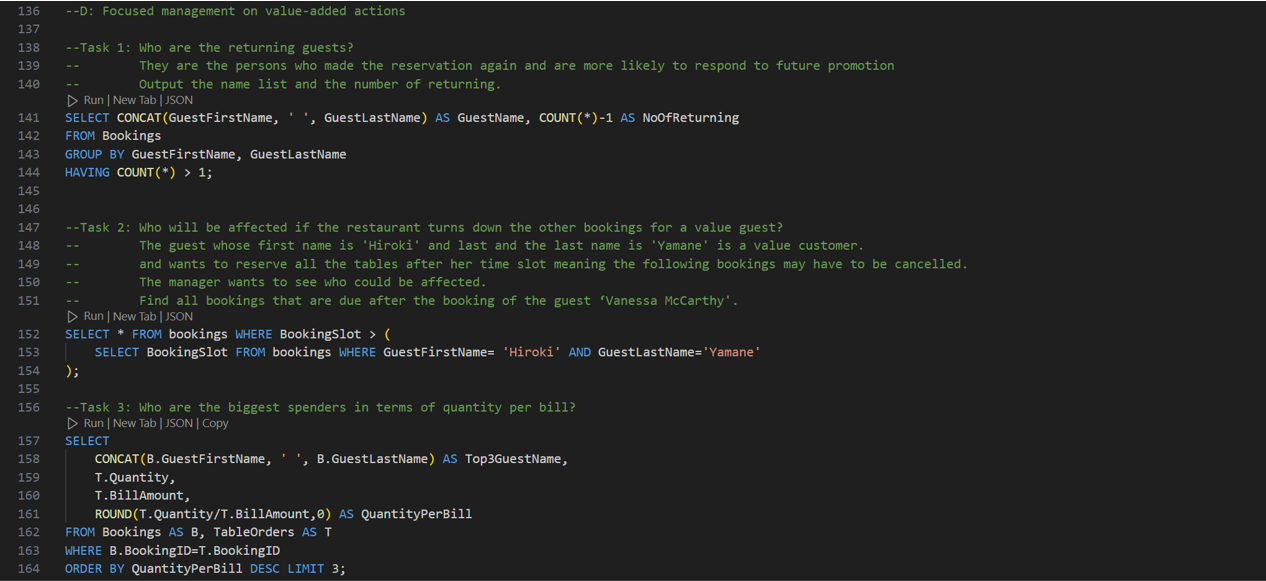 136 --D: Focused management on value-added actions
137
138 --Task 1: Who are the returning guests?
139 -- They are the persons who made the reservation again and are more likely to respond to future promotion
140 -- Output the name list and the number of returning.
Run | New Tab | JSON
141 SELECT CONCAT(GuestFirstName, ' ', GuestLastName) AS GuestName, COUNT(*)-1 AS NoOfReturning
142 FROM Bookings
143 GROUP BY GuestFirstName, GuestLastName
144 HAVING COUNT(*) > 1;
145
146
147 --Task 2: Who will be affected if the restaurant turns down the other bookings for a value guest?
148 -- The guest whose first name is 'Hiroki' and last and the last name is 'Yamane' is a value customer.
149 -- and wants to reserve all the tables after her time slot meaning the following bookings may have to be cancelled.
150 -- The manager wants to see who could be affected.
151 -- Find all bookings that are due after the booking of the guest ‘Vanessa McCarthy'.
Run | New Tab | JSON
152 SELECT * FROM bookings WHERE BookingSlot > (
153 SELECT BookingSlot FROM bookings WHERE GuestFirstName= 'Hiroki' AND GuestLastName='Yamane'
154 );
155
156 --Task 3: Who are the biggest spenders in terms of quantity per bill?
Run | New Tab | JSON | Copy
157 SELECT
158 CONCAT(B.GuestFirstName, ' ', B.GuestLastName) AS Top3GuestName,
159 T.Quantity,
160 T.BillAmount,
161 ROUND(T.Quantity/T.BillAmount,0) AS QuantityPerBill
162 FROM Bookings AS B, TableOrders AS T
163 WHERE B.BookingID=T.BookingID
164 ORDER BY QuantityPerBill DESC LIMIT 3;